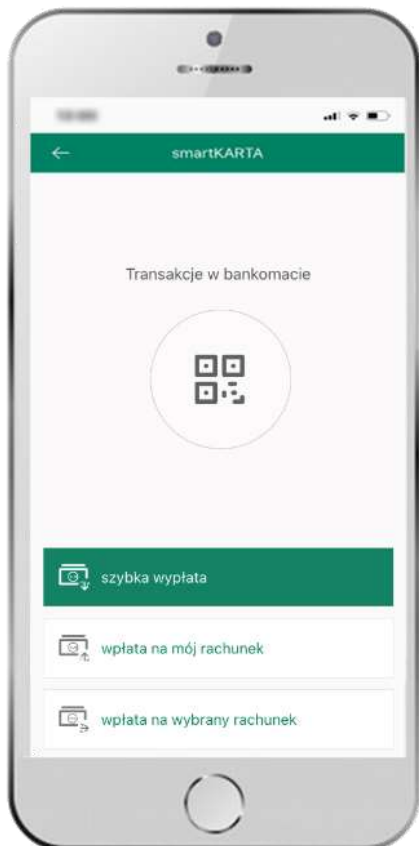 smartKARTA
Transakcje w bankomacie
szybka wypłata
wpłata na mój rachunek
wpłata na wybrany rachunek